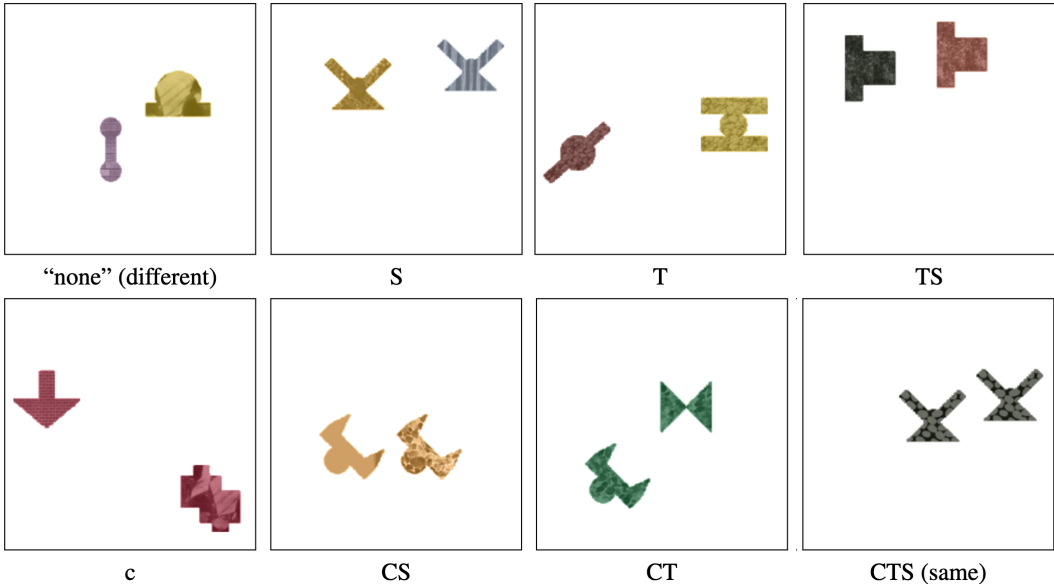 “none” (different)
S
T
TS
c
CS
CT
CTS (same)